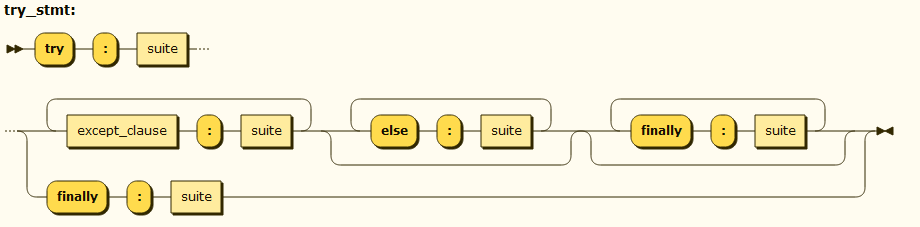 try_stmt:
try : suite
except_clause : suite else : suite finally : suite
finally : suite